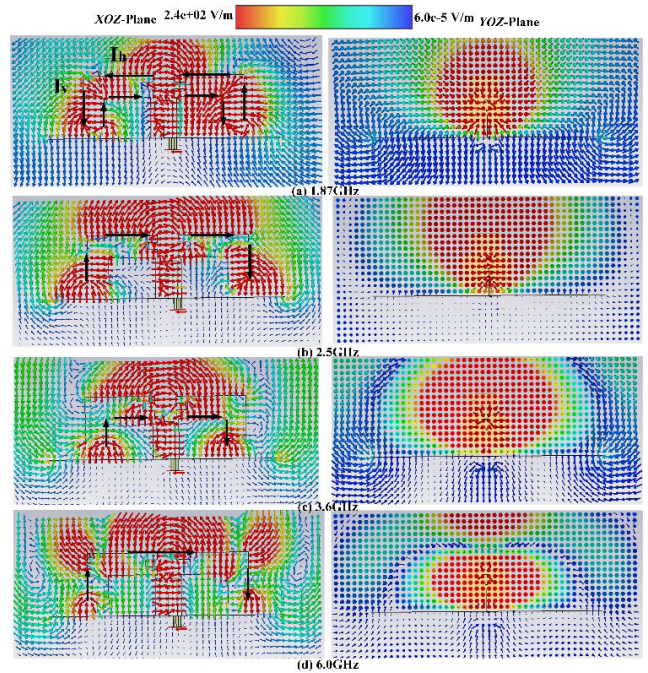 XOZ-Plane 2.4e+02 V/m 6.0e-5 V/m YOZ-Plane
Ih
Iv
(a) 1.87GHz
(b) 2.5GHz
(c) 3.6GHz
(d) 6.0GHz